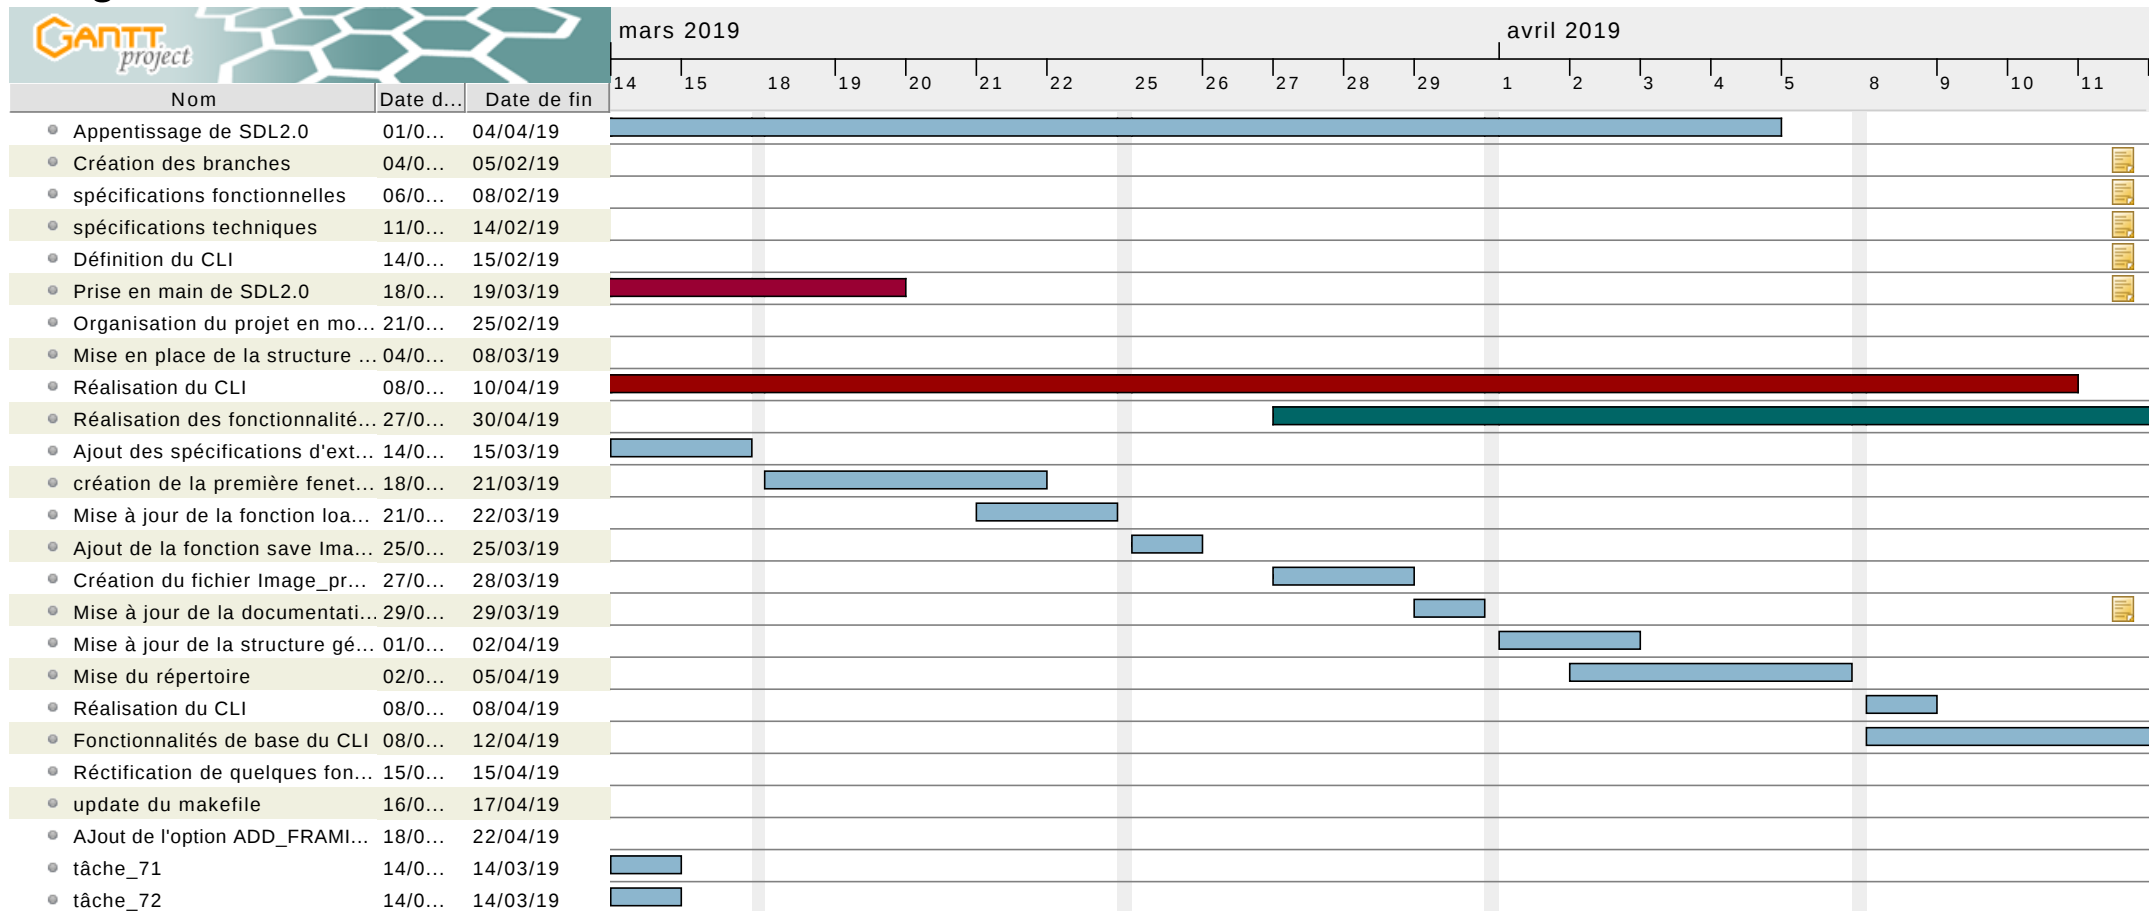 GANTT project
mars 2019 avril 2019
14 15 18 19 20 21 22 25 26 27 28 29 1 2 3 4 5 8 9 10 11
Nom Date d... Date de fin
Appentissage de SDL2.0 01/0... 04/04/19
Création des branches 04/0... 05/02/19
spécifications fonctionnelles 06/0... 08/02/19
spécifications techniques 11/0... 14/02/19
Définition du CLI 14/0... 15/02/19
Prise en main de SDL2.0 18/0... 19/03/19
Organisation du projet en mo... 21/0... 25/02/19
Mise en place de la structure ... 04/0... 08/03/19
Réalisation du CLI 08/0... 10/04/19
Réalisation des fonctionnalité... 27/0... 30/04/19
Ajout des spécifications d'ext... 14/0... 15/03/19
création de la première fenet... 18/0... 21/03/19
Mise à jour de la fonction loa... 21/0... 22/03/19
Ajout de la fonction save Ima... 25/0... 25/03/19
Création du fichier Image_pr... 27/0... 28/03/19
Mise à jour de la documentati... 29/0... 29/03/19
Mise à jour de la structure gé... 01/0... 02/04/19
Mise du répertoire 02/0... 05/04/19
Réalisation du CLI 08/0... 08/04/19
Fonctionnalités de base du CLI 08/0... 12/04/19
Réctification de quelques fon... 15/0... 15/04/19
update du makefile 16/0... 17/04/19
AJout de l'option ADD_FRAMI... 18/0... 22/04/19
tâche_71 14/0... 14/03/19
tâche_72 14/0... 14/03/19